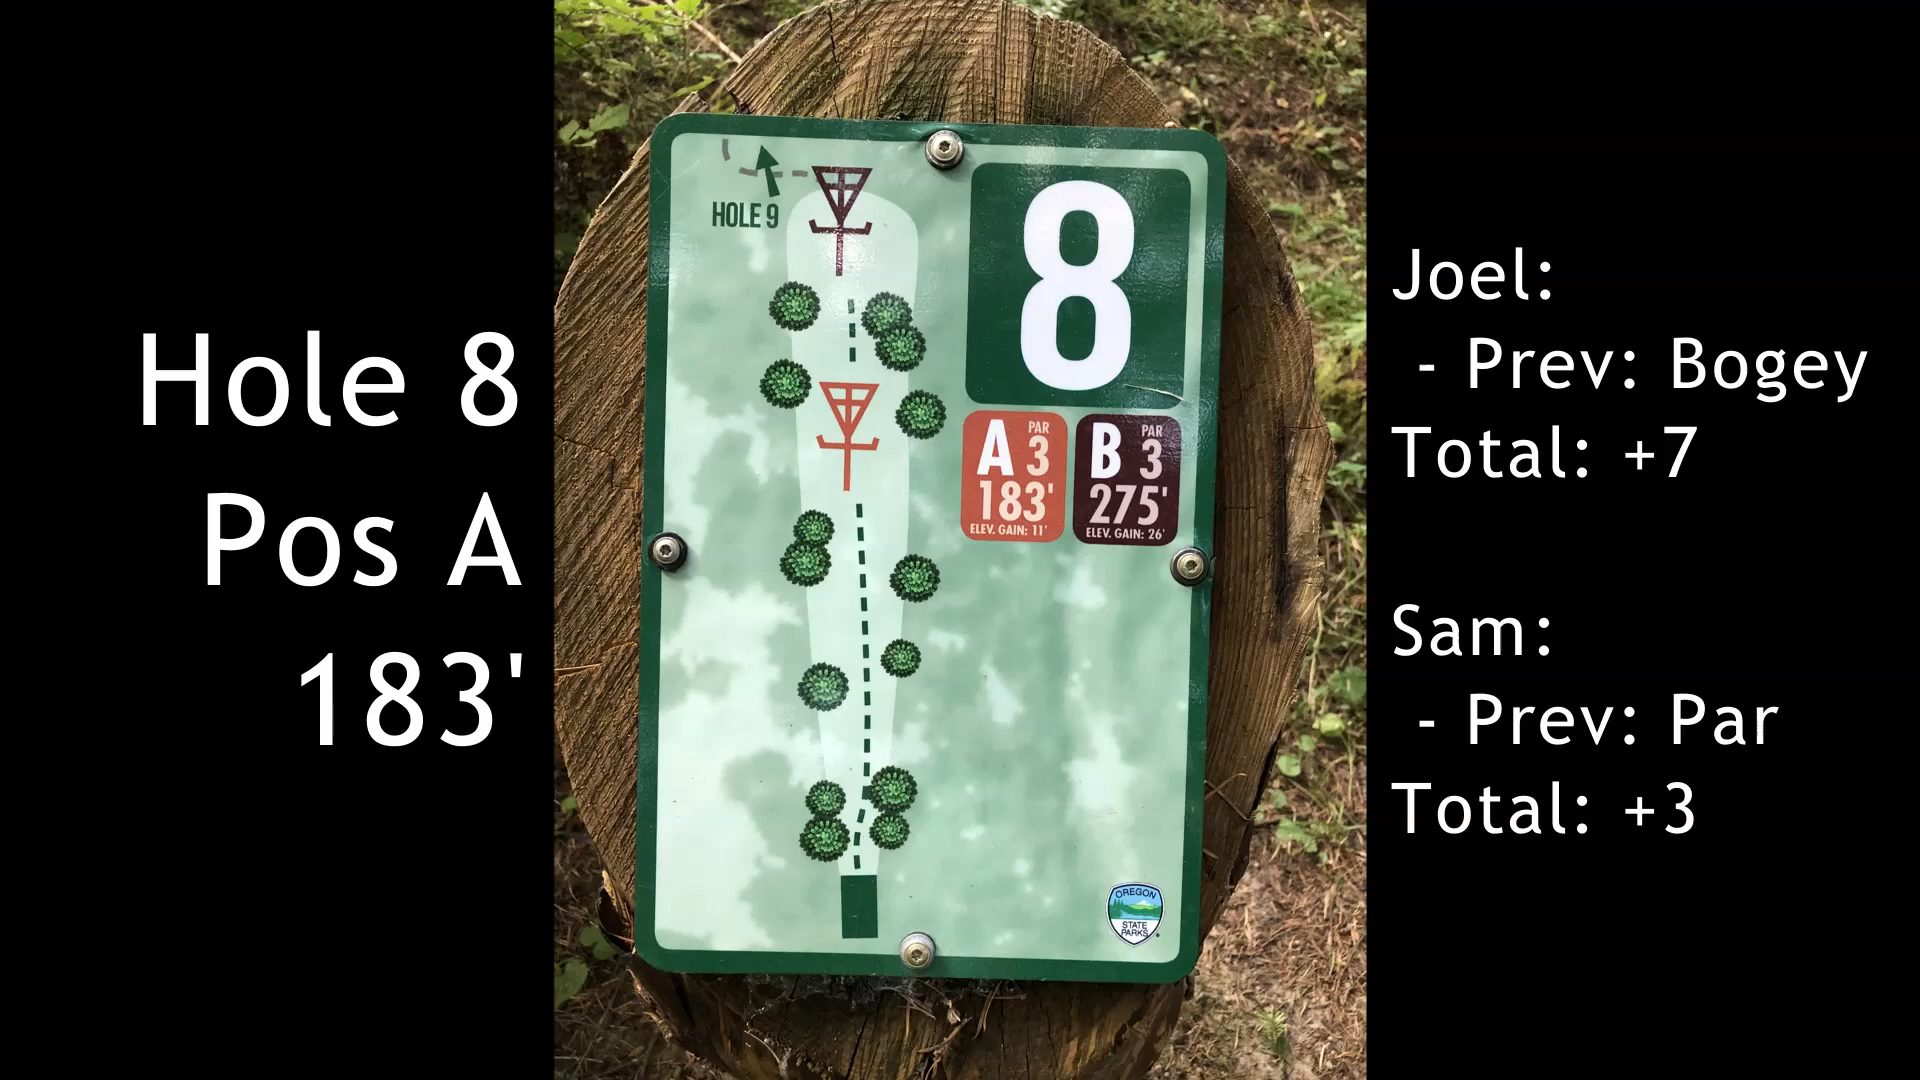 Hole 8
Pos A
183'
HOLE 9
8
A PAR 3
183'
ELEV. GAIN: 11'
B PAR 3
275'
ELEV. GAIN: 26'
OREGON
STATE
PARKS
Joel:
- Prev: Bogey
Total: +7
Sam:
- Prev: Par
Total: +3